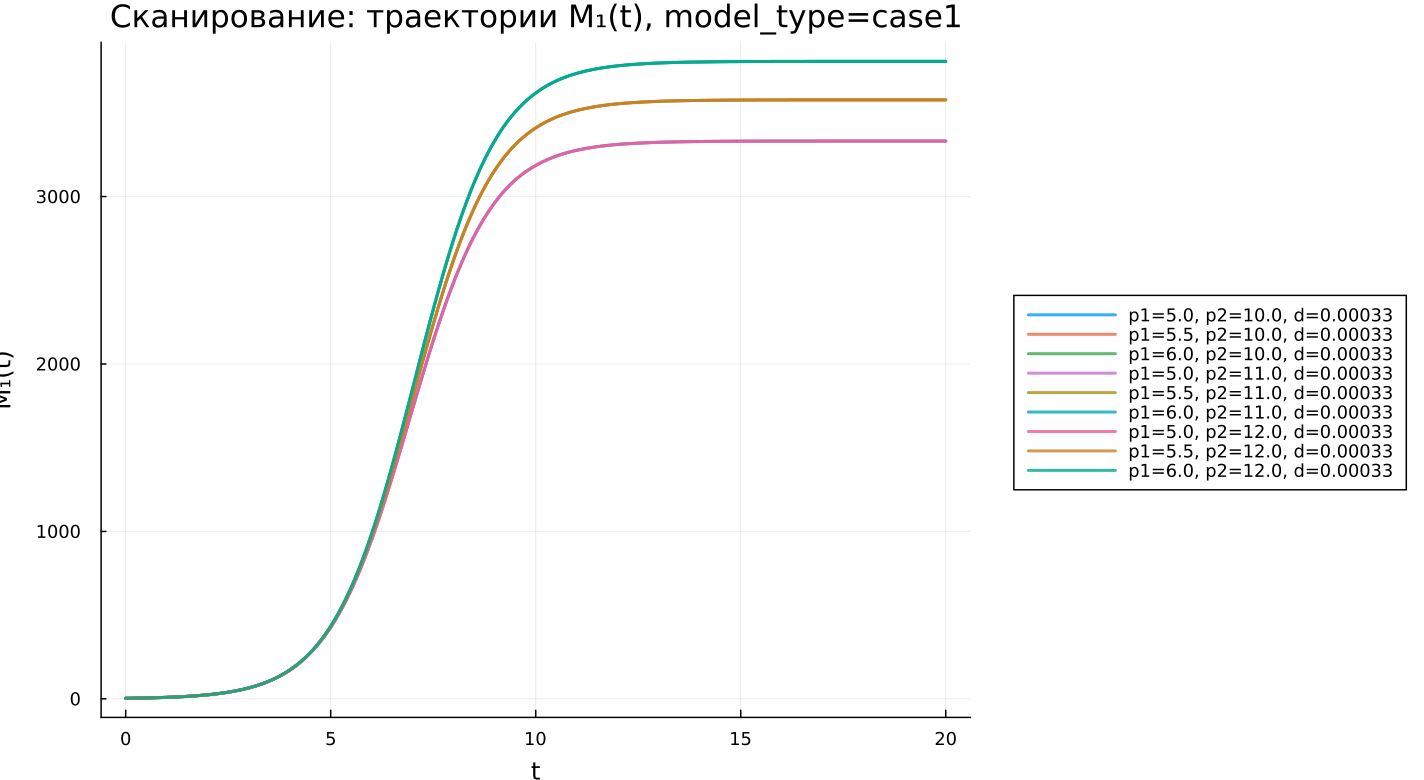 Сканирование: траектории M₁(t), model_type=case1
M₁(t)
3000
2000
1000
0
0
5
10
15
20
t
p1=5.0, p2=10.0, d=0.00033
p1=5.5, p2=10.0, d=0.00033
p1=6.0, p2=10.0, d=0.00033
p1=5.0, p2=11.0, d=0.00033
p1=5.5, p2=11.0, d=0.00033
p1=6.0, p2=11.0, d=0.00033
p1=5.0, p2=12.0, d=0.00033
p1=5.5, p2=12.0, d=0.00033
p1=6.0, p2=12.0, d=0.00033